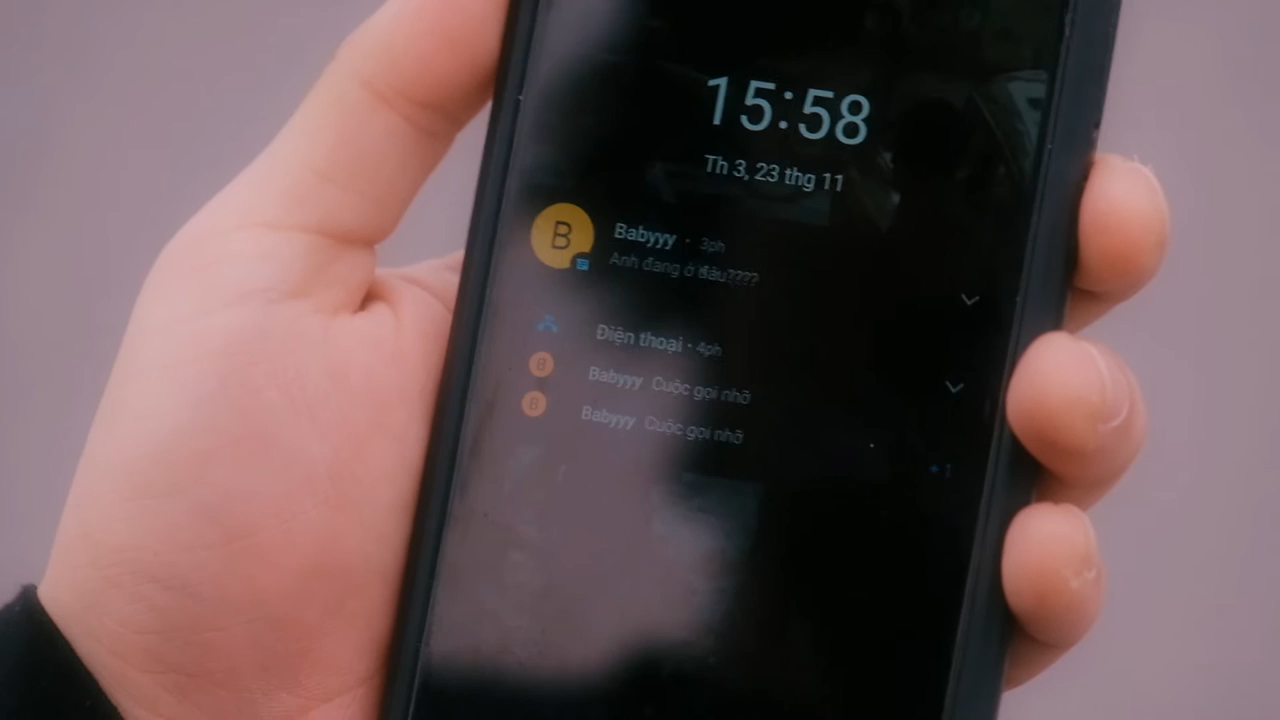 15:58
Th 3, 23 thg 11
B
Babyyy · 3ph
Anh đang ở đâu????
Điện thoại · 4ph
B
Babyyy Cuộc gọi nhỡ
B
Babyyy Cuộc gọi nhỡ
+1